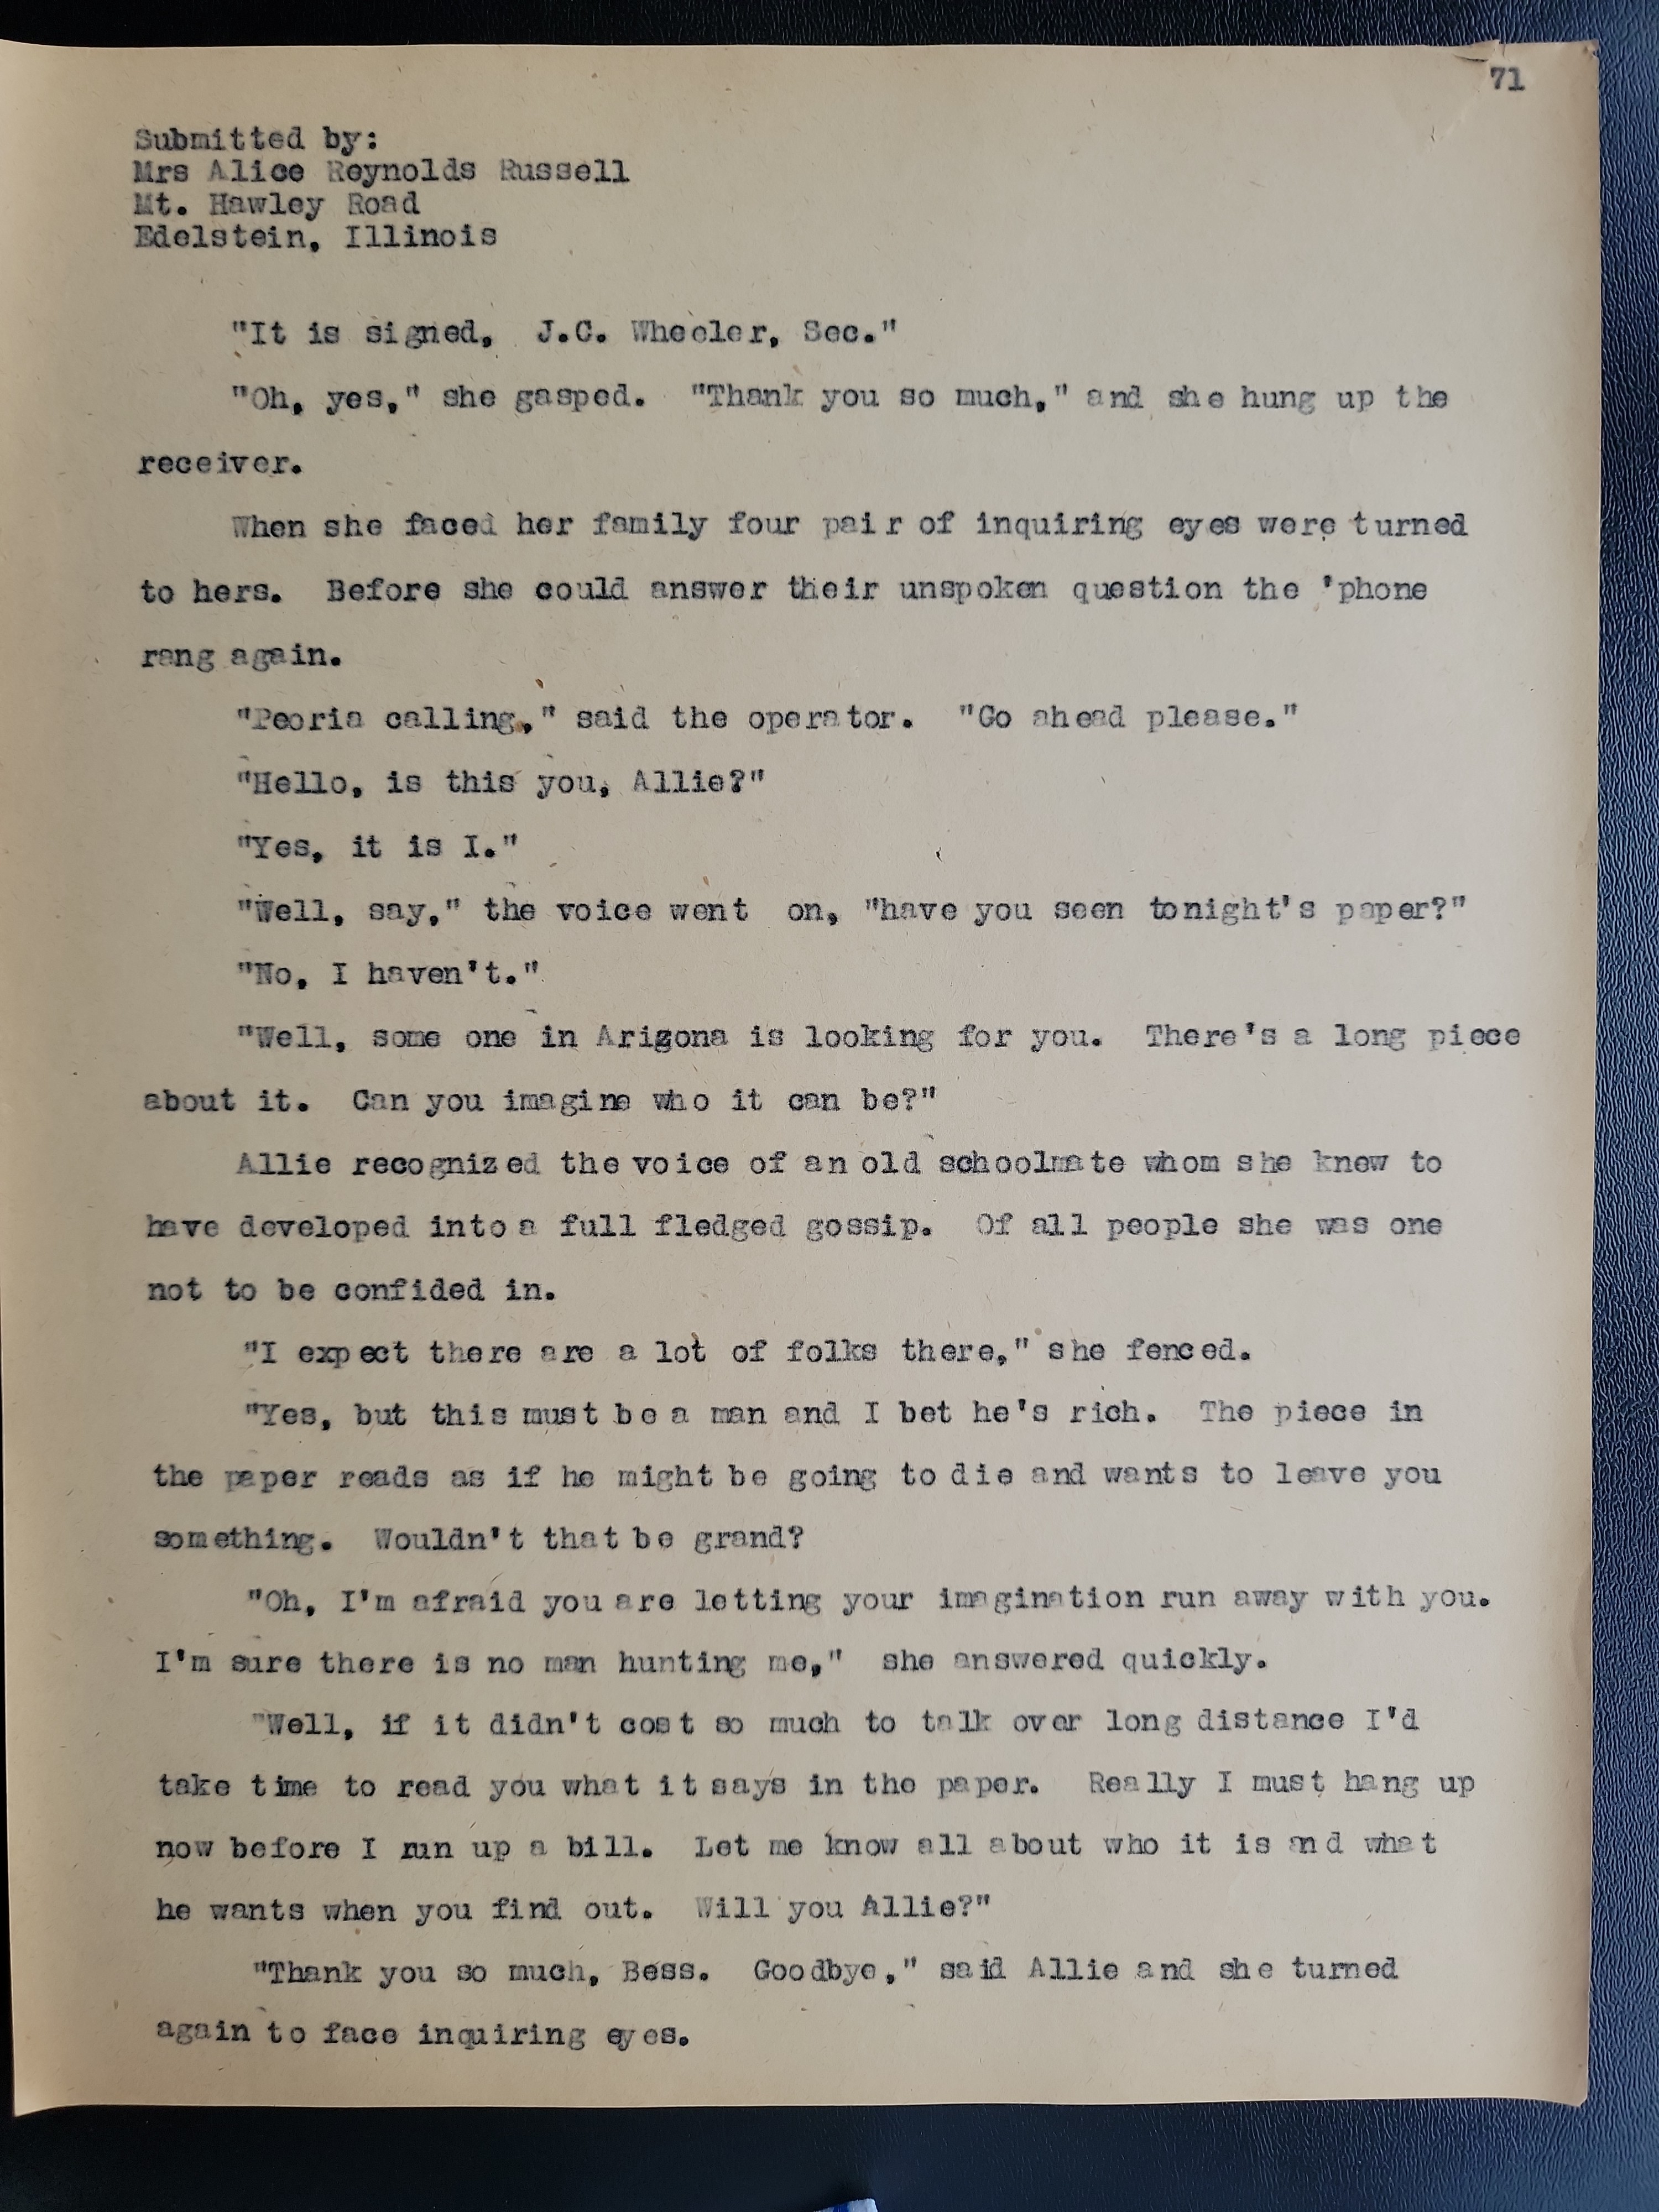 71
Submitted by:
Mrs Alice Reynolds Russell
Mt. Hawley Road
Edelstein, Illinois
"It is signed, J.C. Wheeler, Sec."
"Oh, yes," she gasped. "Thank you so much," and she hung up the
receiver.
When she faced her family four pair of inquiring eyes were turned
to hers. Before she could answer their unspoken question the 'phone
rang again.
"Peoria calling," said the operator. "Go ahead please."
"Hello, is this you, Allie?"
"Yes, it is I."
"Well, say," the voice went on, "have you seen tonight's paper?"
"No, I haven't."
"Well, some one in Arizona is looking for you. There's a long piece
about it. Can you imagine who it can be?"
Allie recognized the voice of an old schoolmate whom she knew to
have developed into a full fledged gossip. Of all people she was one
not to be confided in.
"I expect there are a lot of folks there," she fenced.
"Yes, but this must be a man and I bet he's rich. The piece in
the paper reads as if he might be going to die and wants to leave you
something. Wouldn't that be grand?
"Oh, I'm afraid you are letting your imagination run away with you.
I'm sure there is no man hunting me," she answered quickly.
"Well, if it didn't cost so much to talk over long distance I'd
take time to read you what it says in the paper. Really I must hang up
now before I run up a bill. Let me know all about who it is and what
he wants when you find out. Will you Allie?"
"Thank you so much, Bess. Goodbye," said Allie and she turned
again to face inquiring eyes.